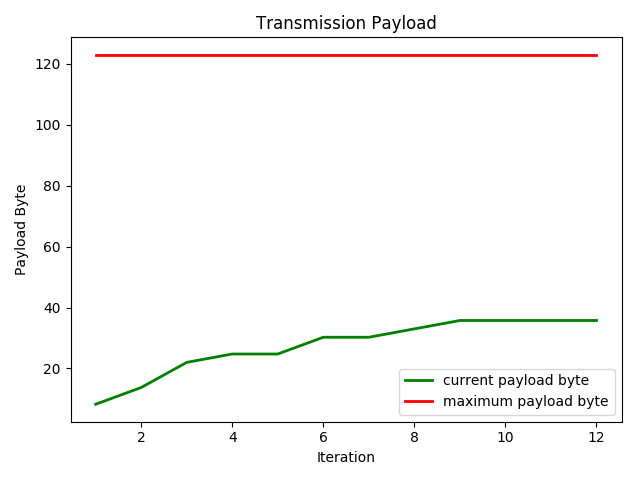 Transmission Payload
Payload Byte
120
100
80
60
40
20
current payload byte
maximum payload byte
2 4 6 8 10 12
Iteration